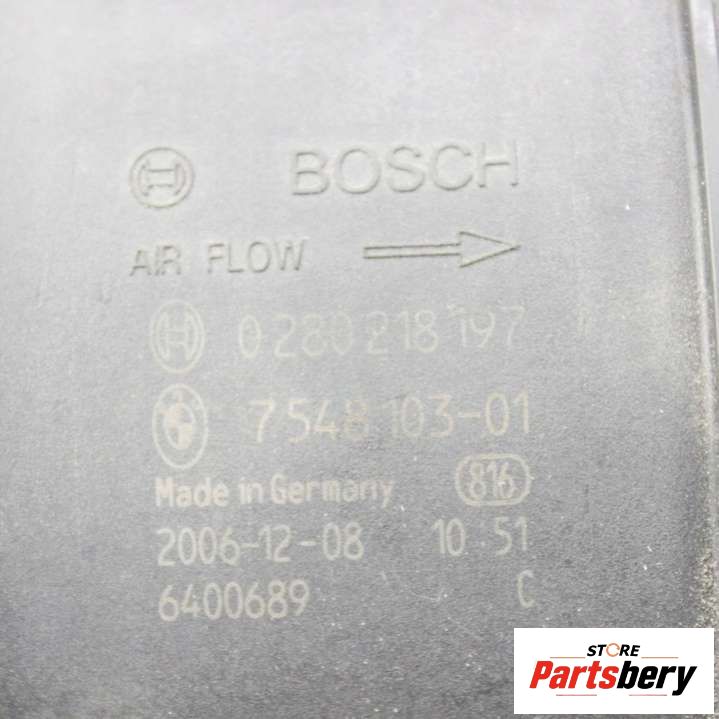 BOSCH
AIR FLOW
0 280 218 197
7 548 103-01
Made in Germany 816
2006-12-08 10:51
6400689 C
STORE
Partsbery